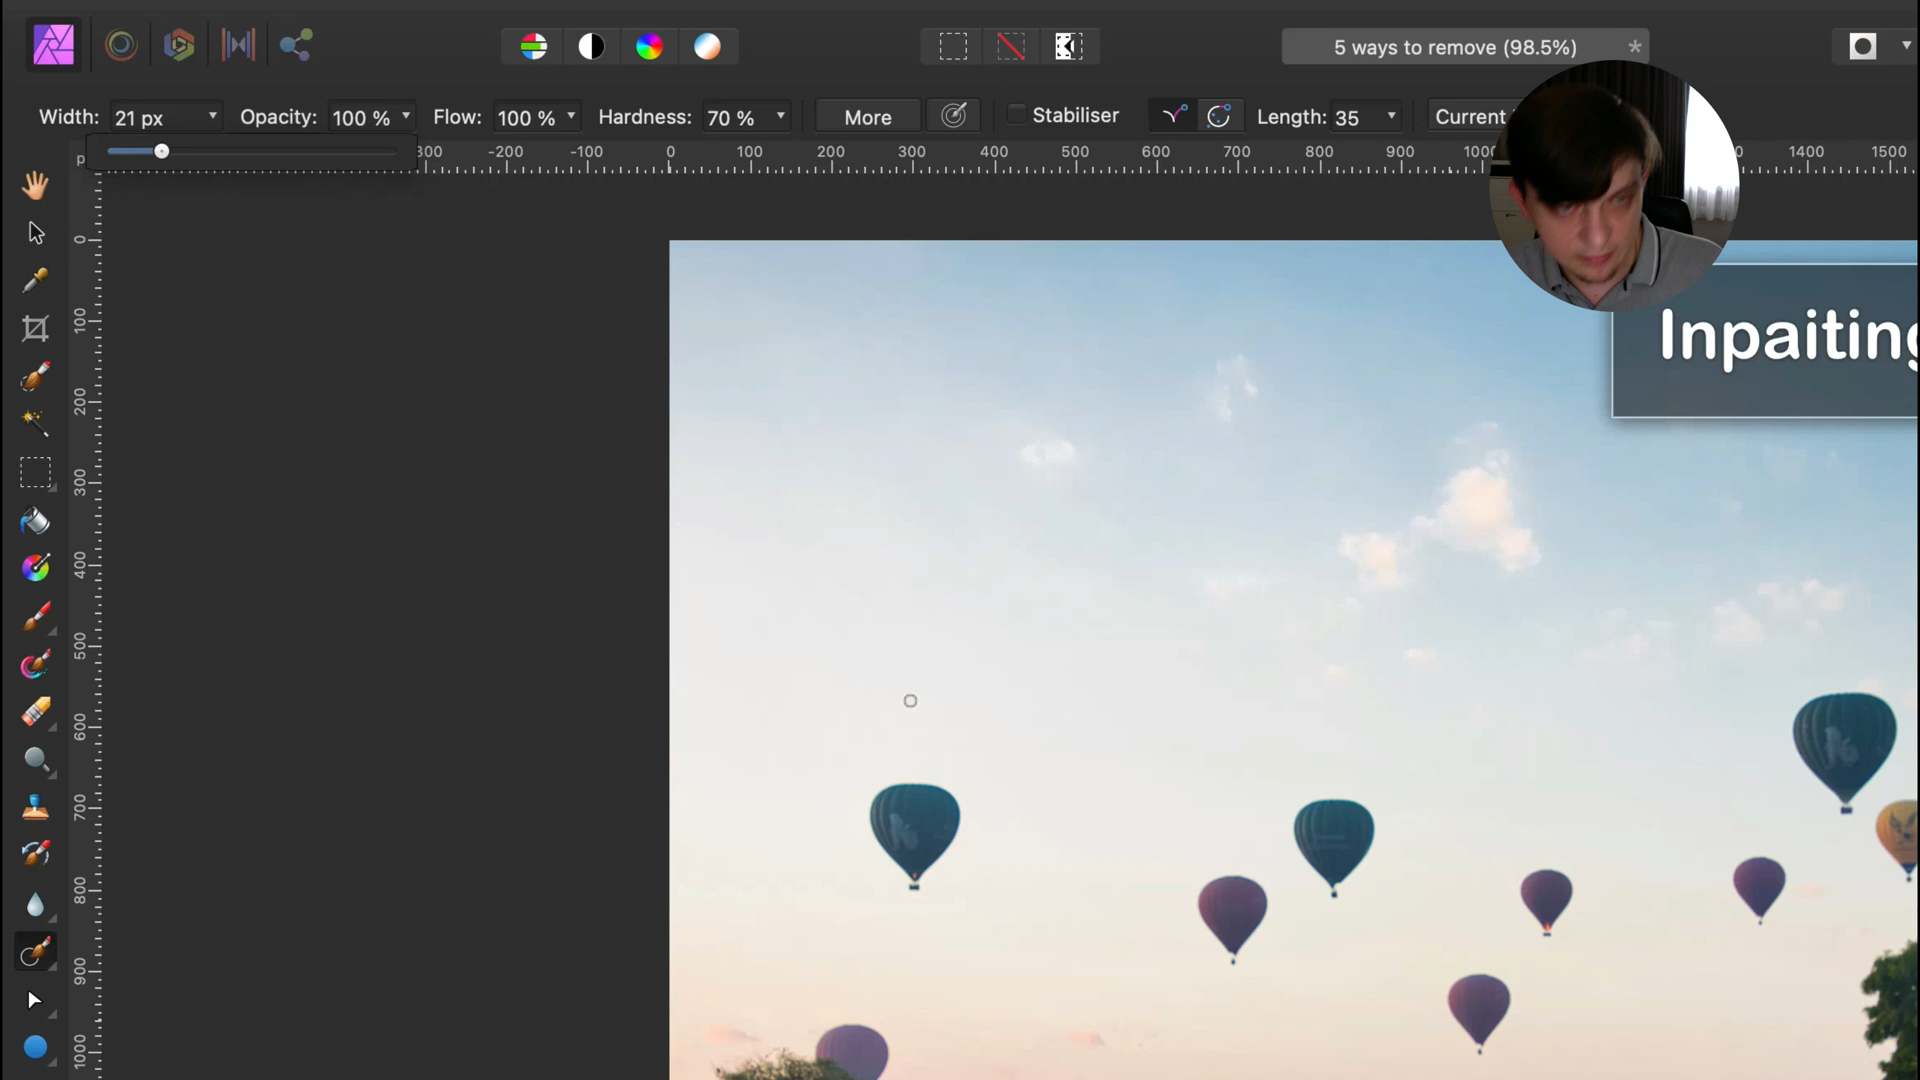 5 ways to remove (98.5%) *
Width: 21 px Opacity: 100 % Flow: 100 % Hardness: 70 % More Stabiliser Length: 35 Current
-200 -100 0 100 200 300 400 500 600 700 800 900 1400 1500
0
100
200
300
400
500
600
700
800
900
1000
Inpaiting